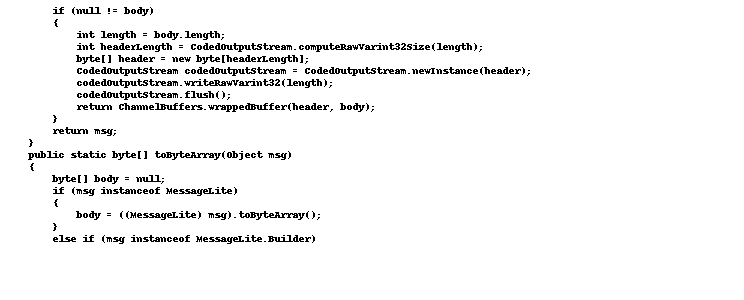 if (null != body)
{
int length = body.length;
int headerLength = CodedOutputStream.computeRawVarint32Size(length);
byte[] header = new byte[headerLength];
CodedOutputStream codedOutputStream = CodedOutputStream.newInstance(header);
codedOutputStream.writeRawVarint32(length);
codedOutputStream.flush();
return ChannelBuffers.wrappedBuffer(header, body);
}
return msg;
}
public static byte[] toByteArray(Object msg)
{
byte[] body = null;
if (msg instanceof MessageLite)
{
body = ((MessageLite) msg).toByteArray();
}
else if (msg instanceof MessageLite.Builder)